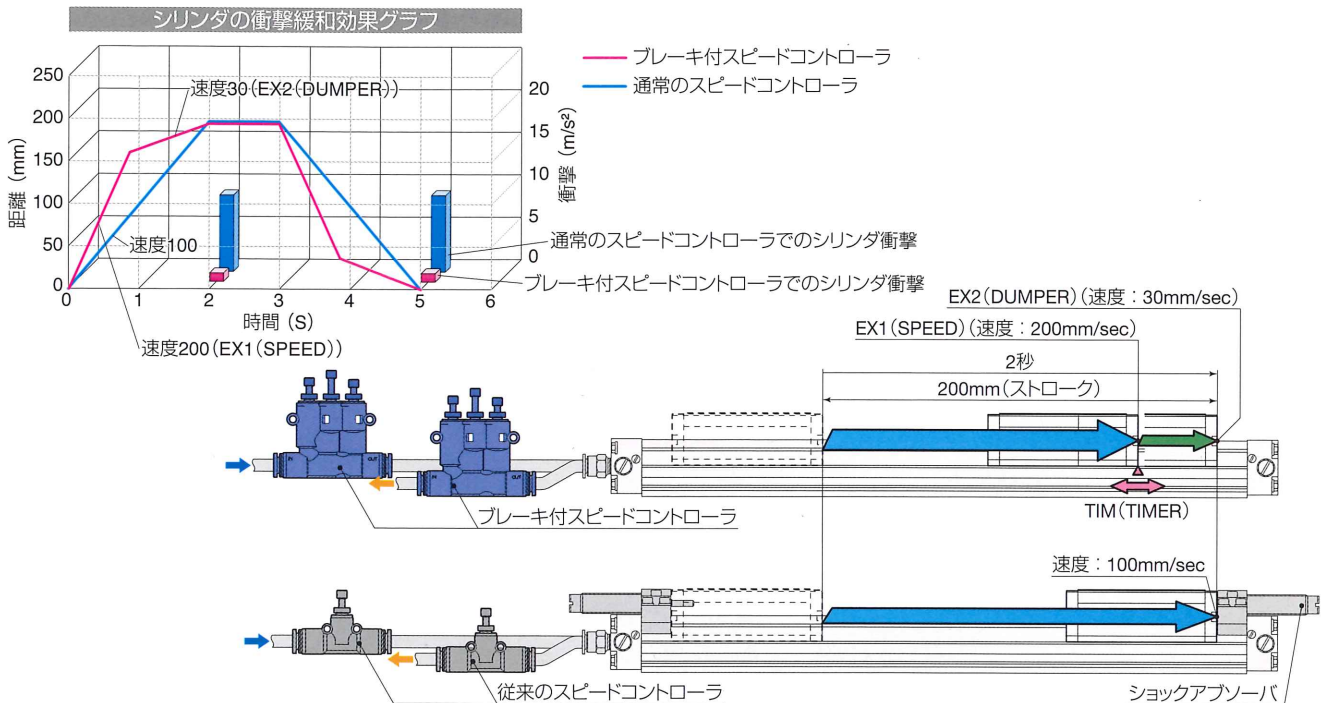 シリンダの衝撃緩和効果グラフ
ブレーキ付スピードコントローラ
通常のスピードコントローラ
距離 (mm)
250
200
150
100
50
0
速度30(EX2(DUMPER))
速度100
速度200(EX1(SPEED))
0
1
2
3
4
5
6
時間 (S)
20
15
10
5
0
衝撃 (m/s²)
通常のスピードコントローラでのシリンダ衝撃
ブレーキ付スピードコントローラでのシリンダ衝撃
EX2(DUMPER)(速度：30mm/sec)
EX1(SPEED)(速度：200mm/sec)
2秒
200mm(ストローク)
IN
OUT
IN
OUT
ブレーキ付スピードコントローラ
TIM(TIMER)
速度：100mm/sec
従来のスピードコントローラ
ショックアブソーバ